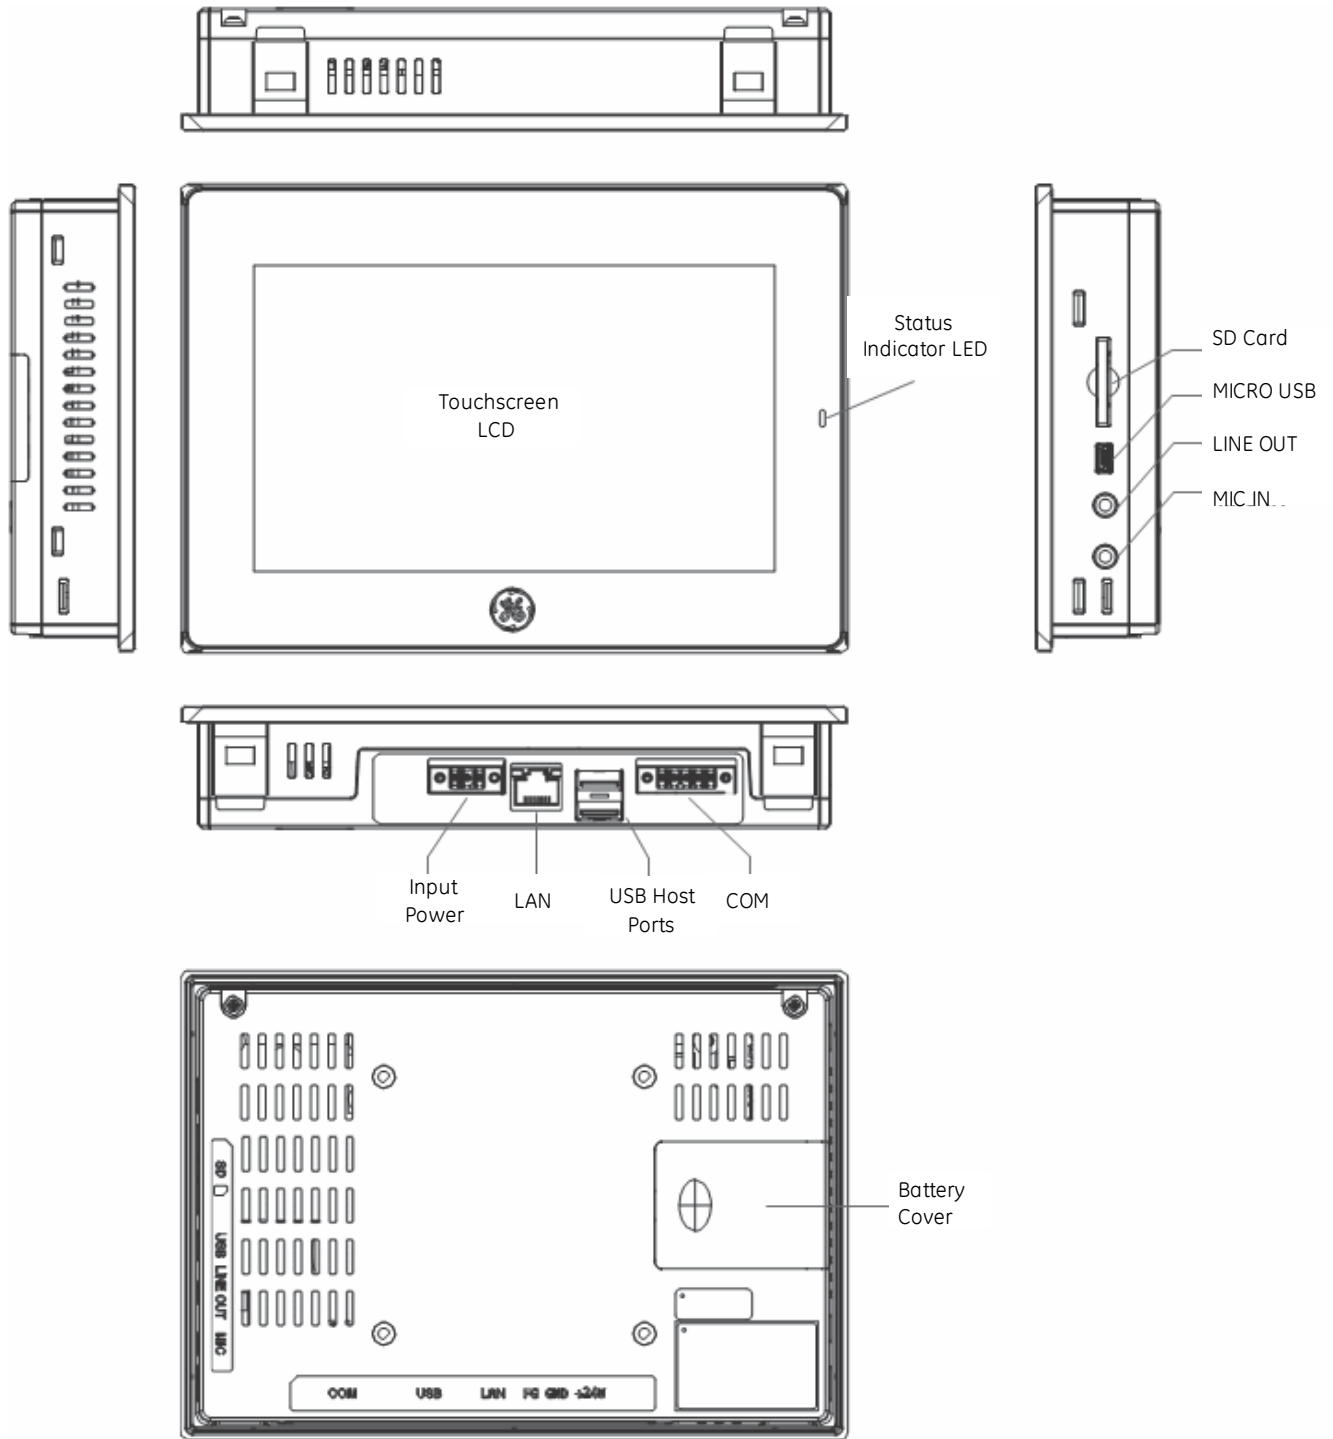 Status
Indicator LED
Touchscreen
LCD
SD Card
MICRO USB
LINE OUT
MIC IN
Input
Power
LAN
USB Host
Ports
COM
Battery
Cover
SD
USB LINE OUT MIC
COM USB LAN FG GND +24V